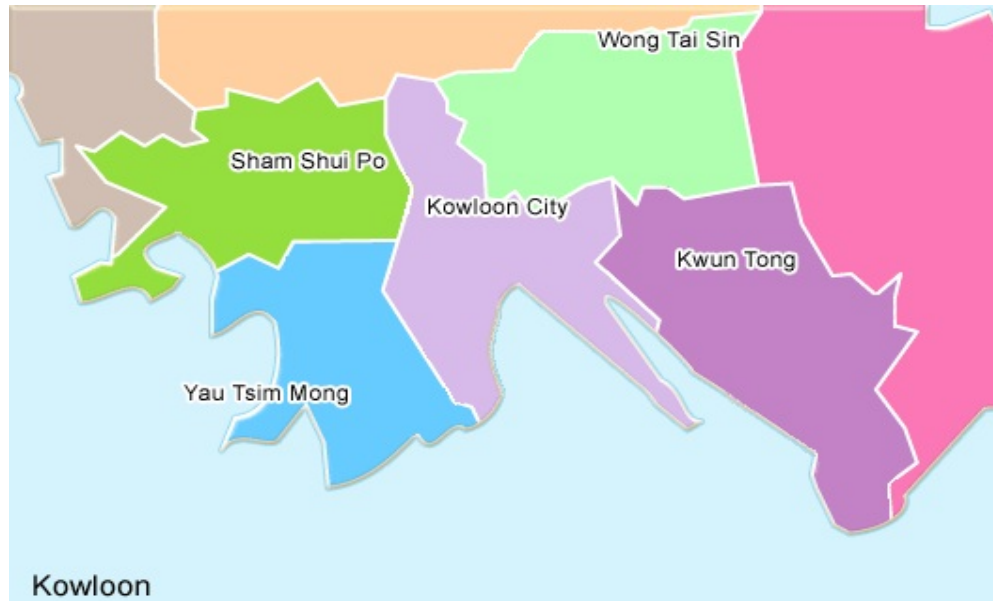 Wong Tai Sin
Sham Shui Po
Kowloon City
Kwun Tong
Yau Tsim Mong
Kowloon